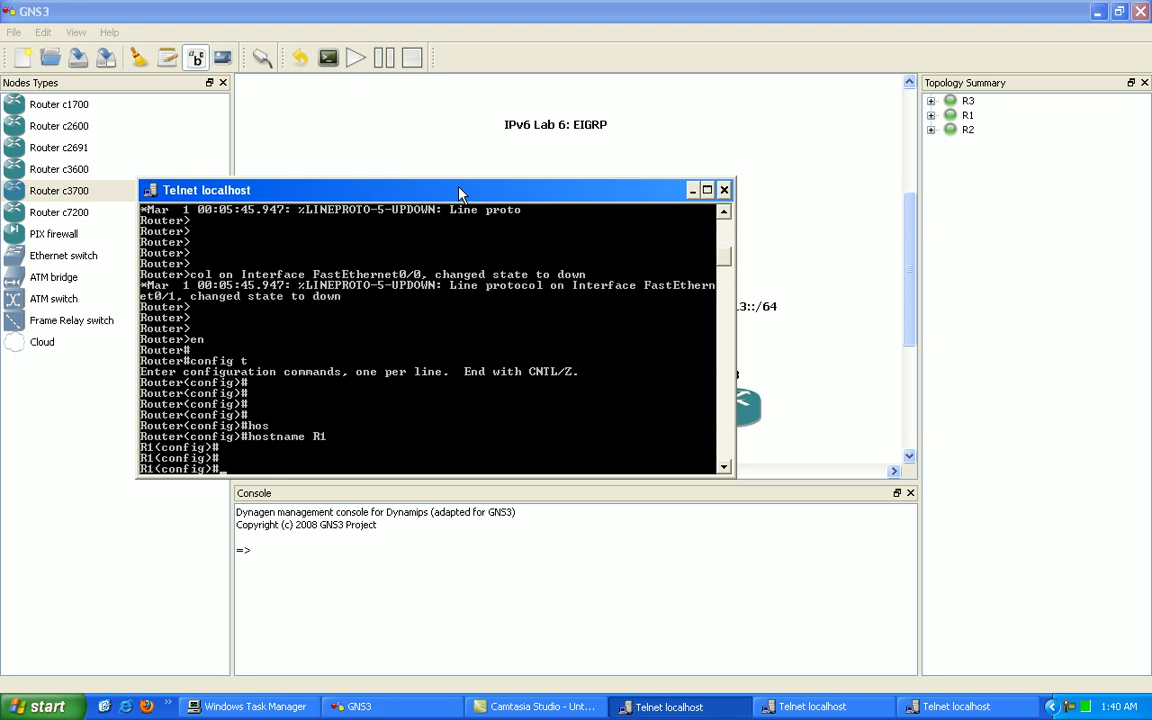 GNS3
File Edit View Help
Nodes Types
Router c1700
Router c2600
Router c2691
Router c3600
Router c3700
Router c7200
PIX firewall
Ethernet switch
ATM bridge
ATM switch
Frame Relay switch
Cloud
IPv6 Lab 6: EIGRP
.3::/64
Telnet localhost
*Mar  1 00:05:45.947: %LINEPROTO-5-UPDOWN: Line proto
Router>
Router>
Router>
Router>
Router>col on Interface FastEthernet0/0, changed state to down
*Mar  1 00:05:45.947: %LINEPROTO-5-UPDOWN: Line protocol on Interface FastEthern
et0/1, changed state to down
Router>
Router>
Router>
Router>en
Router#
Router#config t
Enter configuration commands, one per line.  End with CNTL/Z.
Router(config)#
Router(config)#
Router(config)#
Router(config)#
Router(config)#hos
Router(config)#hostname R1
R1(config)#
R1(config)#
R1(config)#_
Console
Dynagen management console for Dynamips (adapted for GNS3)
Copyright (c) 2008 GNS3 Project
=>
Topology Summary
R3
R1
R2
start
Windows Task Manager
GNS3
Camtasia Studio - Unt...
Telnet localhost
Telnet localhost
Telnet localhost
1:40 AM